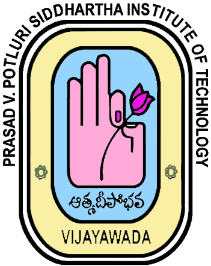 PRASAD V. POTLURI SIDDHARTHA INSTITUTE OF TECHNOLOGY
ఆత్మదీపోభవ
VIJAYAWADA